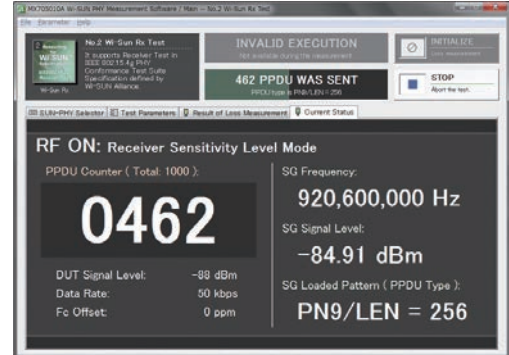 MX705010A Wi-SUN PHY Measurement Software / Main -- No.2 Wi-Sun Rx Test
File Parameter Help
No.2 Wi-Sun Rx Test
It supports Receiver Test in
IEEE 802.15.4g PHY
Conformance Test Suite
Specification defined by
Wi-SUN Alliance.
Wi-Sun Rx
INVALID EXECUTION
Not available during the measurement
INITIALIZE
462 PPDU WAS SENT
PPDU type is PN9/LEN = 256
STOP
Abort the test.
SUN-PHY Selector
Test Parameters
Result of Loss Measurement
Current Status
RF ON: Receiver Sensitivity Level Mode
PPDU Counter ( Total: 1000 ):
0462
DUT Signal Level: -88 dBm
Data Rate: 50 kbps
Fc Offset: 0 ppm
SG Frequency:
920,600,000 Hz
SG Signal Level:
-84.91 dBm
SG Loaded Pattern ( PPDU Type ):
PN9/LEN = 256